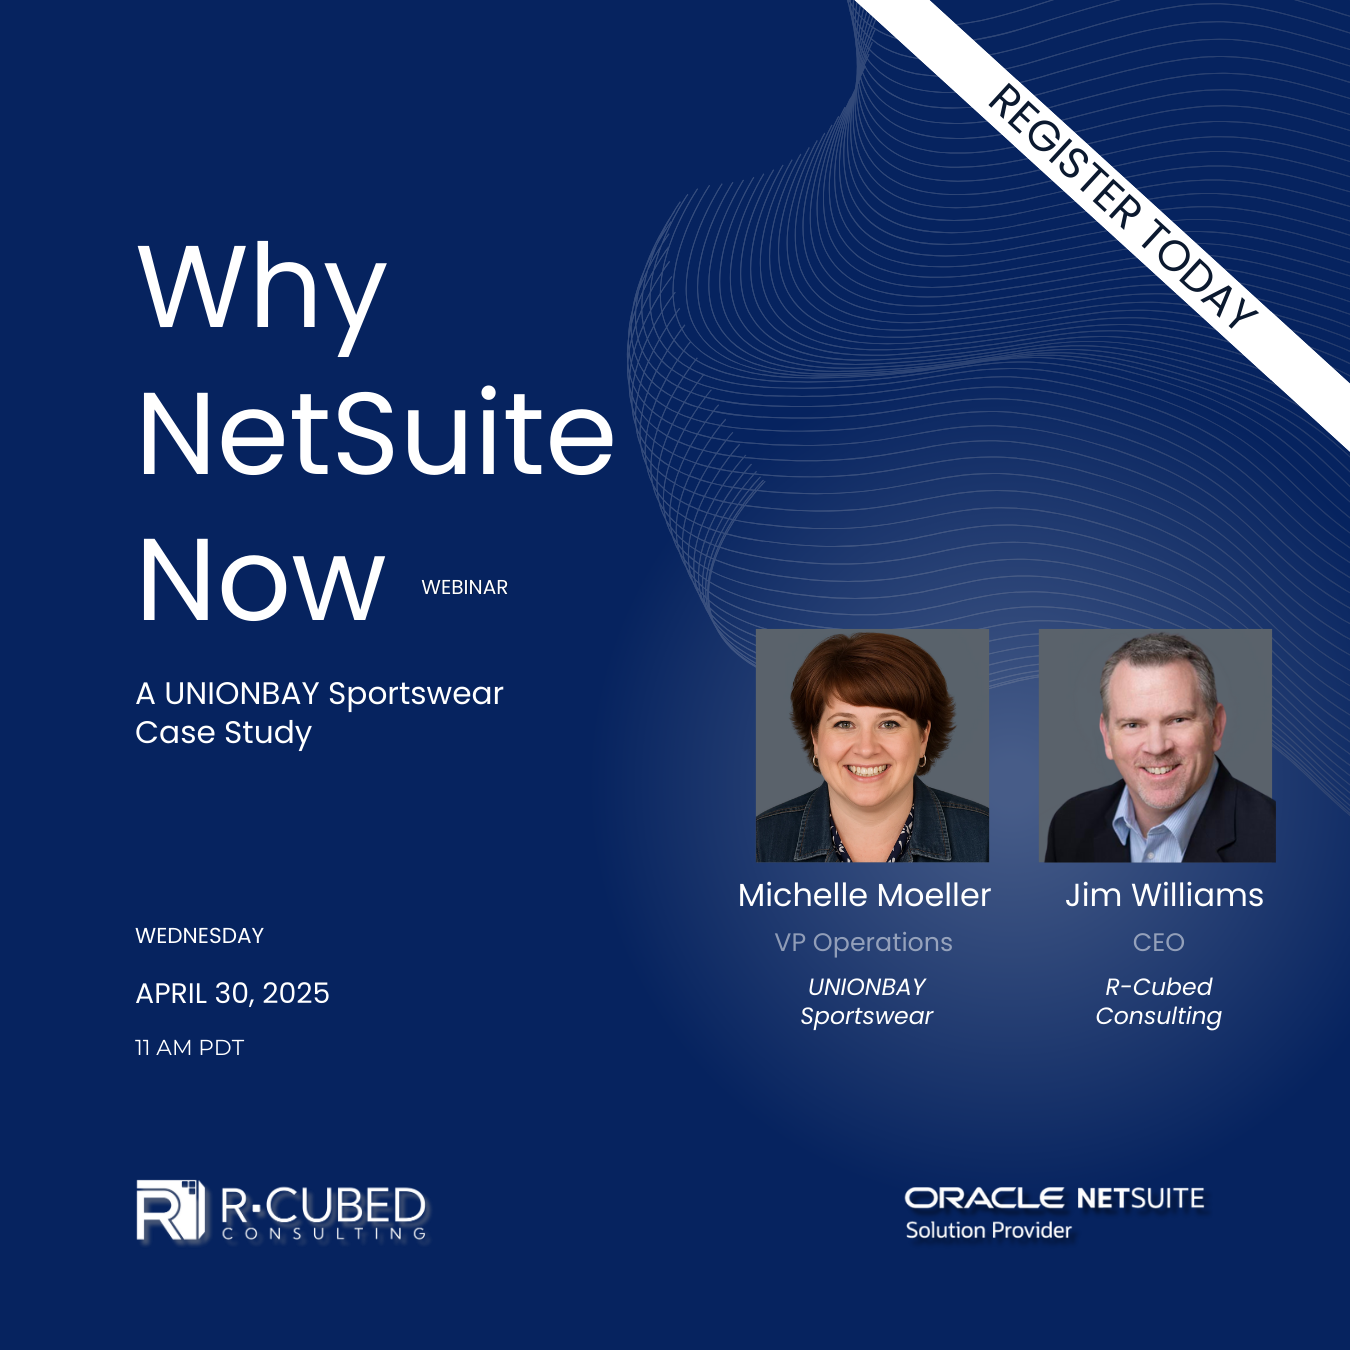 REGISTER TODAY
Why
NetSuite
Now
WEBINAR
A UNIONBAY Sportswear
Case Study
Michelle Moeller
VP Operations
UNIONBAY
Sportswear
Jim Williams
CEO
R-Cubed
Consulting
WEDNESDAY
APRIL 30, 2025
11 AM PDT
R R·CUBED
CONSULTING
ORACLE NETSUITE
Solution Provider